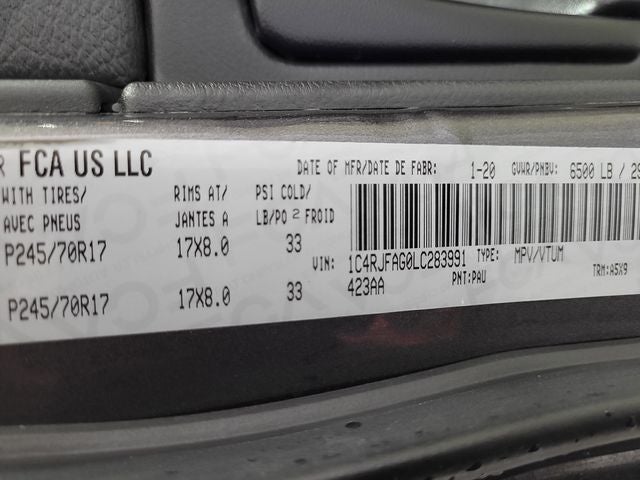 R FCA US LLC
DATE OF MFR/DATE DE FABR: 1-20 GVWR/PNBV: 6500 LB / 29
WITH TIRES/ RIMS AT/ PSI COLD/
AVEC PNEUS JANTES A LB/PO 2 FROID
P245/70R17 17X8.0 33
VIN: 1C4RJFAG0LC283991 TYPE: MPV/VTUM
P245/70R17 17X8.0 33
423AA PNT:PAU TRM:A5X9